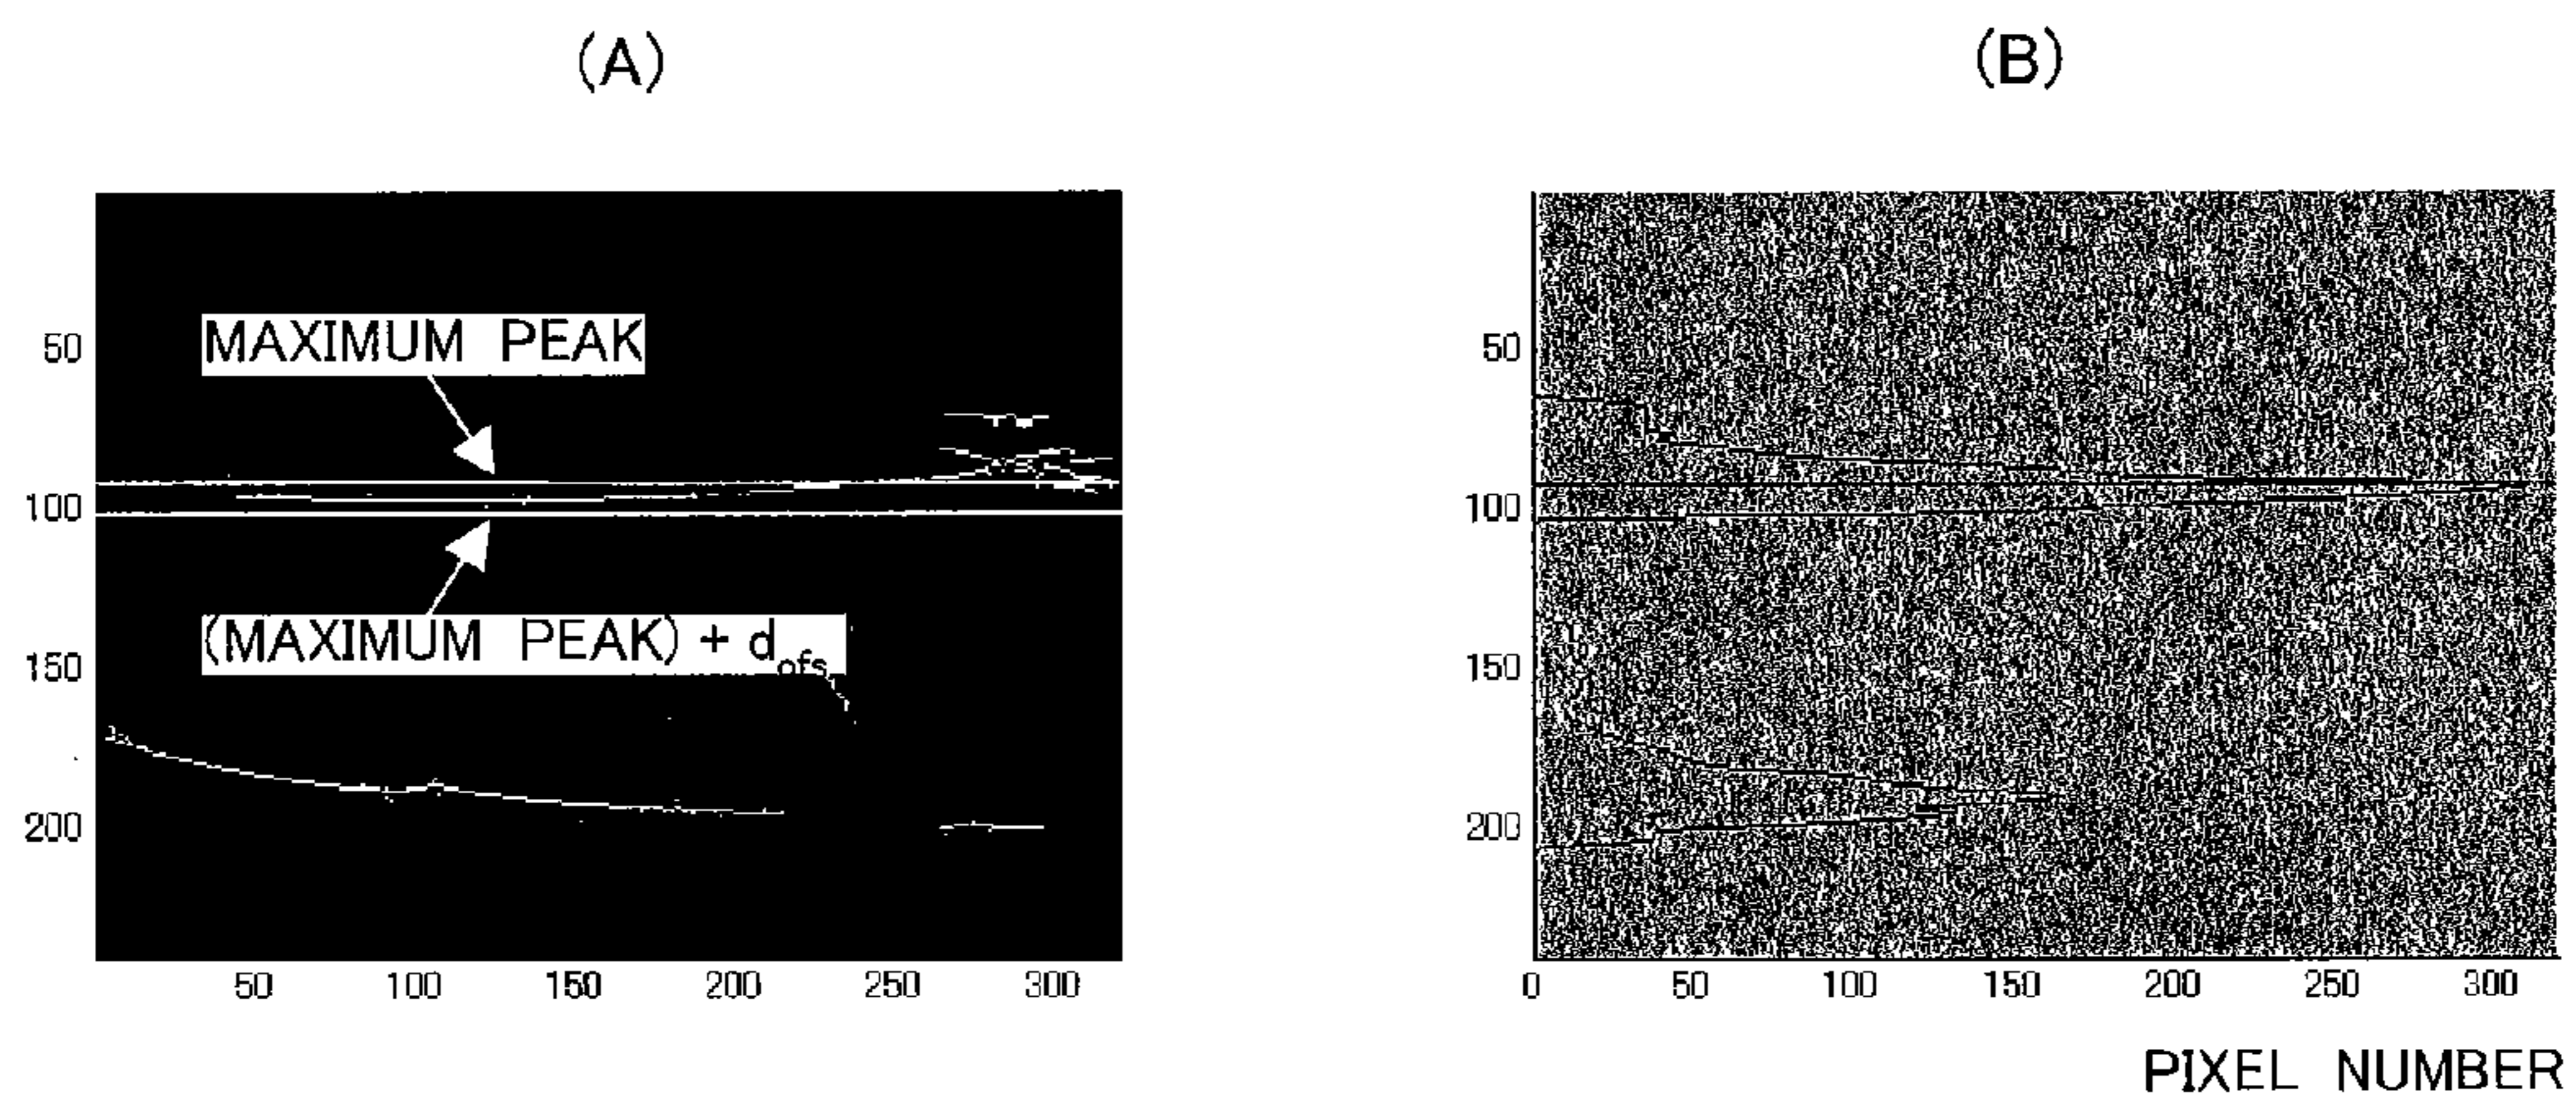 (A)
(B)
MAXIMUM PEAK
(MAXIMUM PEAK) + dofs
50
100
150
200
50 100 150 200 250 300
50
100
150
200
0 50 100 150 200 250 300
PIXEL NUMBER